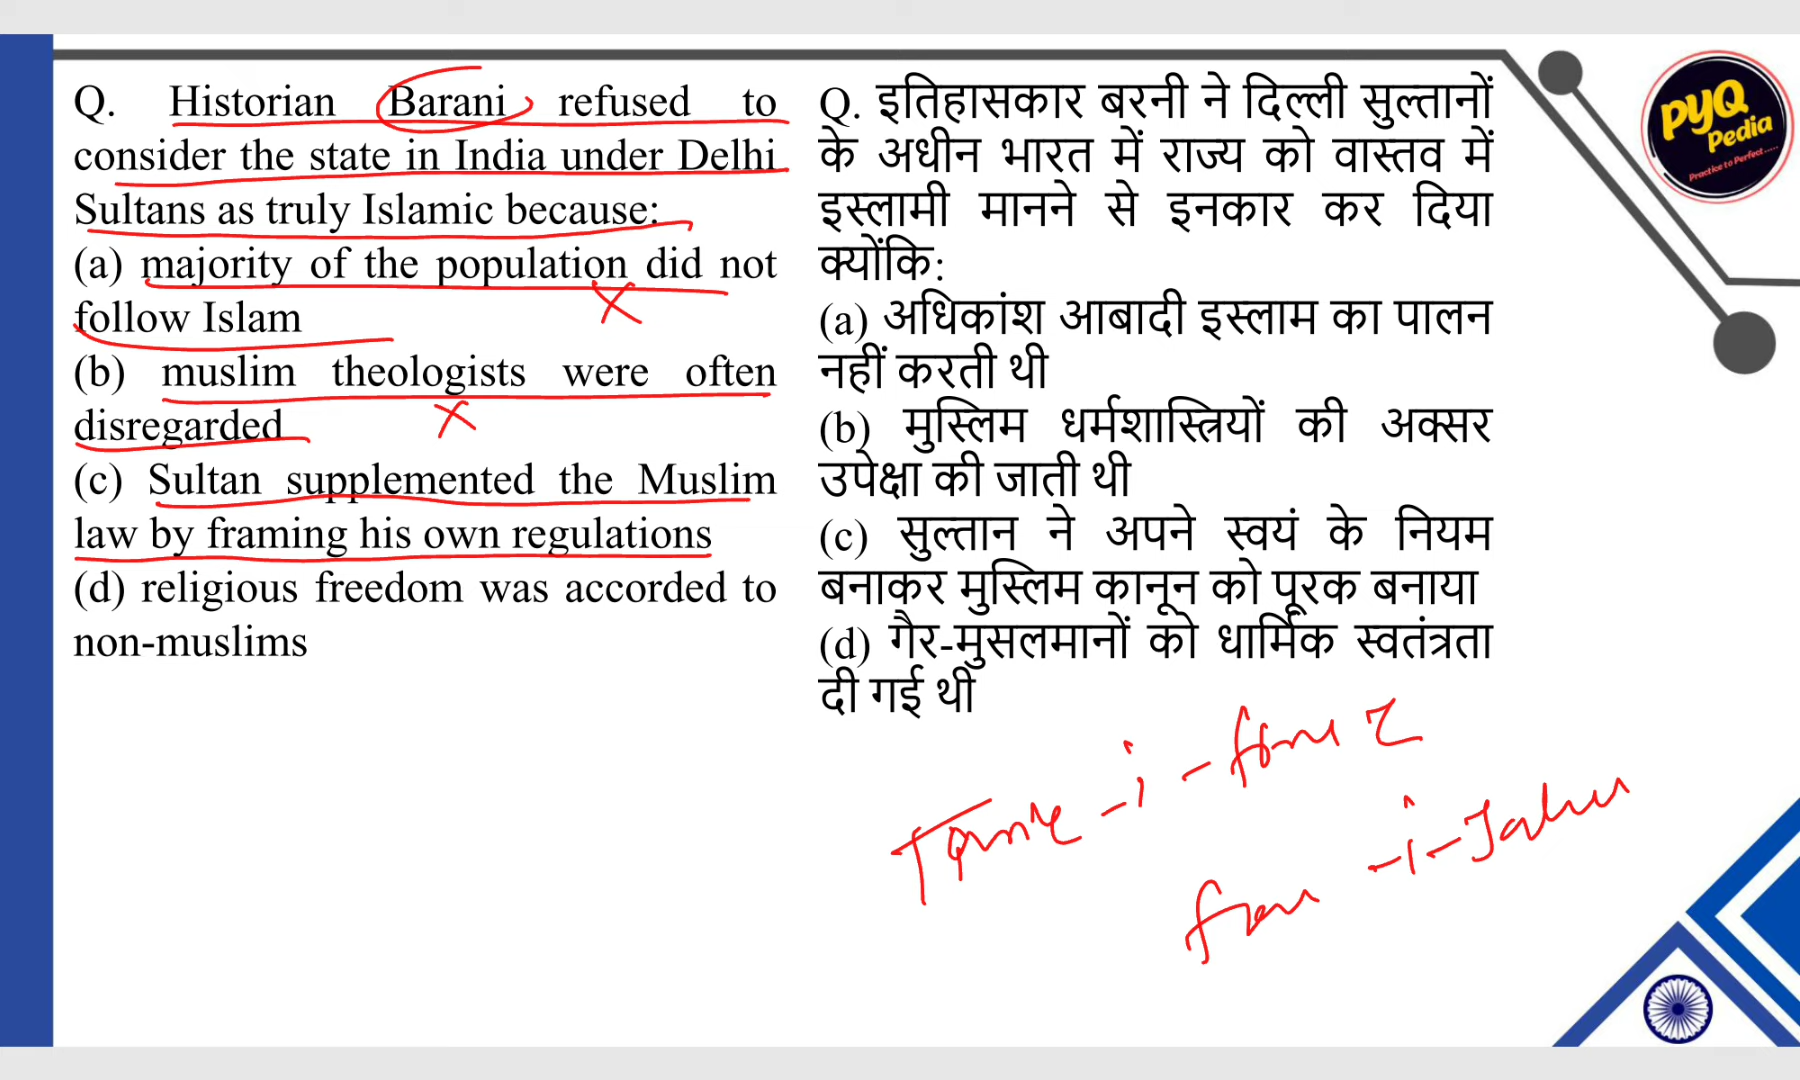 Q. Historian Barani refused to
consider the state in India under Delhi
Sultans as truly Islamic because:
(a) majority of the population did not
follow Islam
(b) muslim theologists were often
disregarded
(c) Sultan supplemented the Muslim
law by framing his own regulations
(d) religious freedom was accorded to
non-muslims
Q. इतिहासकार बरनी ने दिल्ली सुल्तानों
के अधीन भारत में राज्य को वास्तव में
इस्लामी मानने से इनकार कर दिया
क्योंकि:
(a) अधिकांश आबादी इस्लाम का पालन
नहीं करती थी
(b) मुस्लिम धर्मशास्त्रियों की अक्सर
उपेक्षा की जाती थी
(c) सुल्तान ने अपने स्वयं के नियम
बनाकर मुस्लिम कानून को पूरक बनाया
(d) गैर-मुसलमानों को धार्मिक स्वतंत्रता
दी गई थी
PYQ
Pedia
Practice to Perfect.....